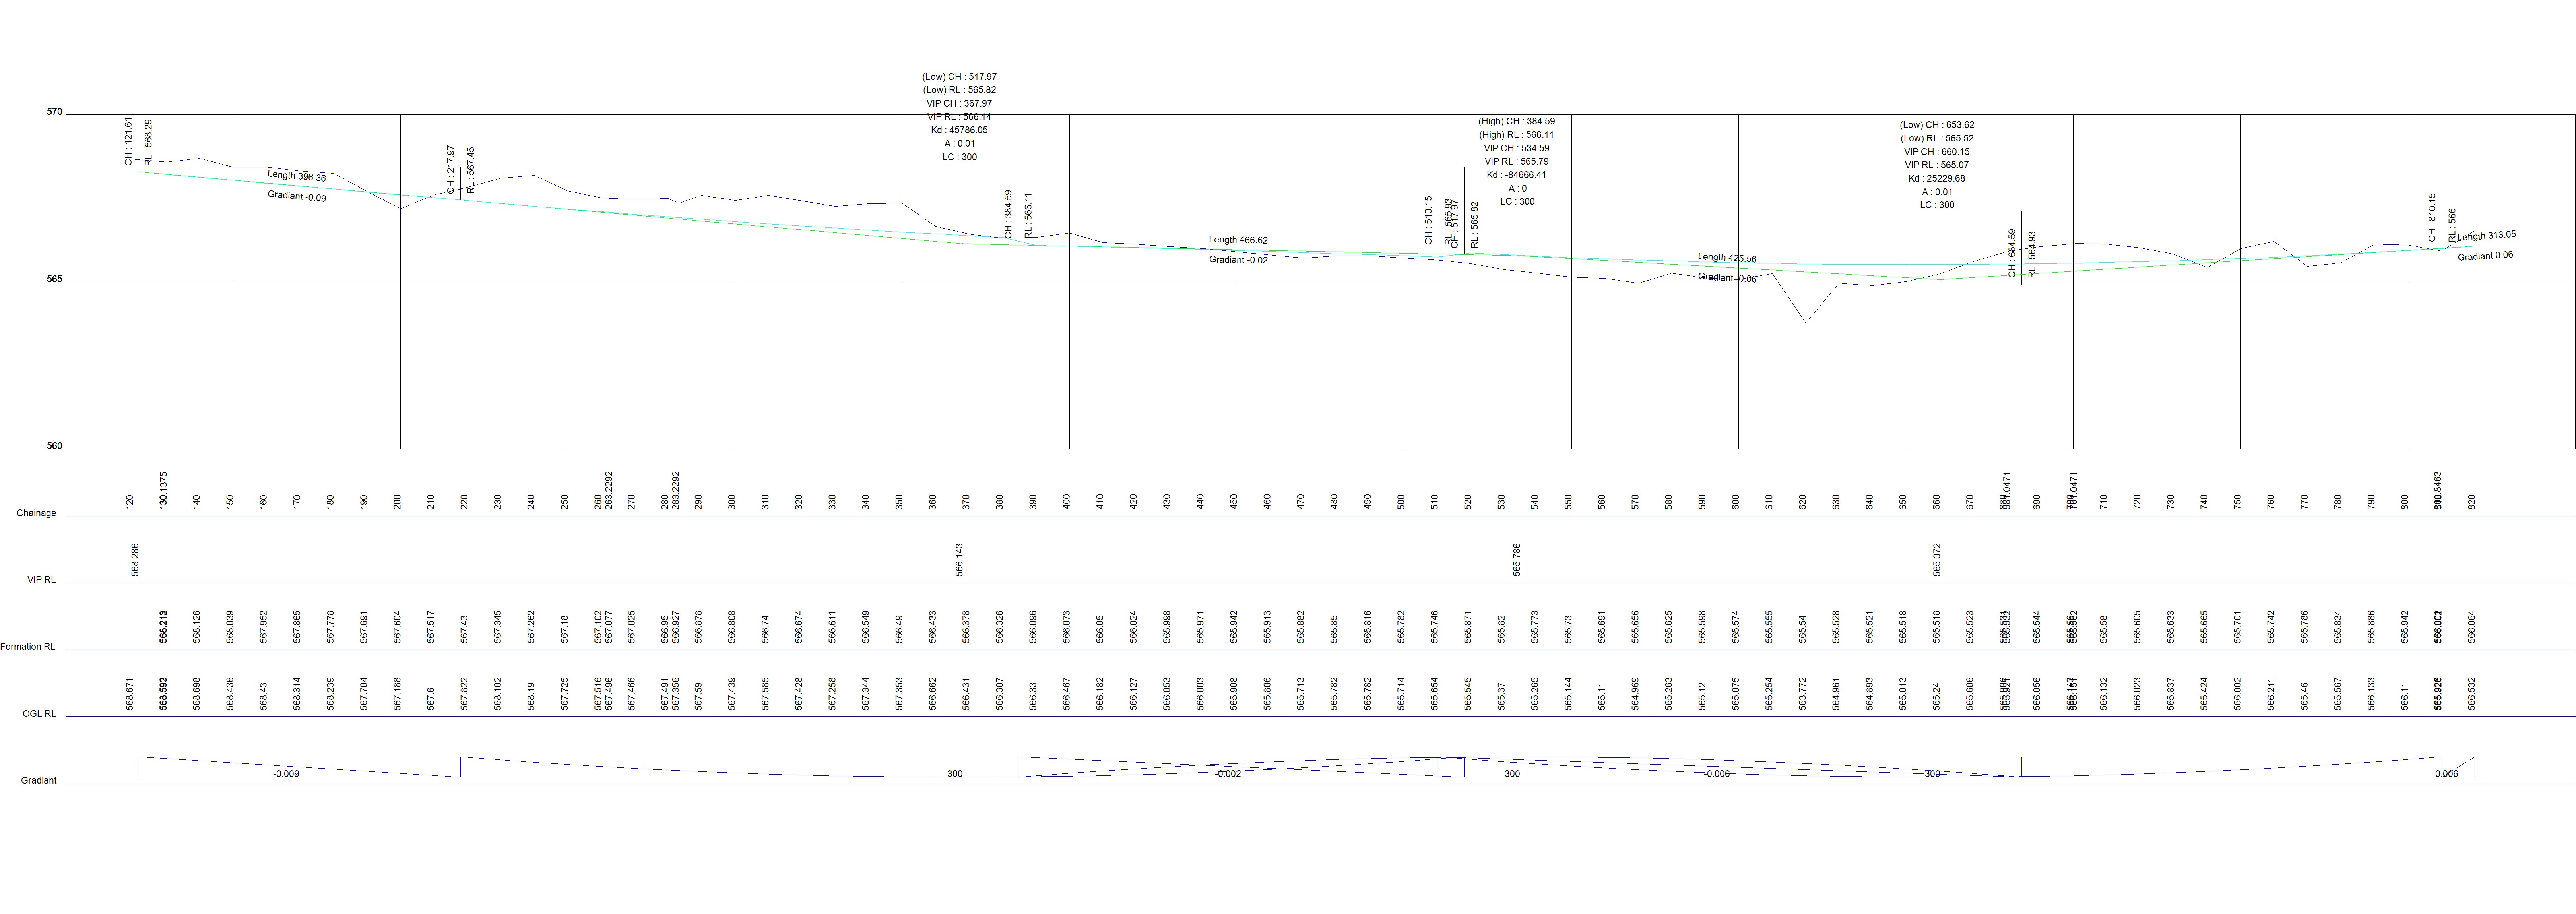 (Low) CH : 517.97
(Low) RL : 565.82
VIP CH : 367.97
VIP RL : 566.14
Kd : 45786.05
A : 0.01
LC : 300
(High) CH : 384.59
(High) RL : 566.11
VIP CH : 534.59
VIP RL : 565.79
Kd : -84666.41
A : 0
LC : 300
(Low) CH : 653.62
(Low) RL : 565.52
VIP CH : 660.15
VIP RL : 565.07
Kd : 25229.68
A : 0.01
LC : 300
570
565
560
CH : 121.61
RL : 568.29
Length 396.36
Gradiant -0.09
CH : 217.97
RL : 567.45
CH : 384.59
RL : 566.11
Length 466.62
Gradiant -0.02
CH : 510.15
RL : 565.93
CH : 517.97
RL : 565.82
Length 425.56
Gradiant -0.06
CH : 684.59
RL : 564.93
CH : 810.15
RL : 566
Length 313.05
Gradiant 0.06
Chainage 120 130.1375 140 150 160 170 180 190 200 210 220 230 240 250 260 263.2292 270 280 283.2292 290 300 310 320 330 340 350 360 370 380 390 400 410 420 430 440 450 460 470 480 490 500 510 520 530 540 550 560 570 580 590 600 610 620 630 640 650 660 670 680 681.0471 690 700 701.0471 710 720 730 740 750 760 770 780 790 800 820
VIP RL 568.286 566.143 565.786 565.072
Formation RL 568.126 568.039 567.952 567.865 567.778 567.691 567.604 567.517 567.43 567.345 567.262 567.18 567.102 567.077 567.025 566.95 566.927 566.878 566.808 566.74 566.674 566.611 566.549 566.49 566.433 566.378 566.326 566.096 566.073 566.05 566.024 565.998 565.971 565.942 565.913 565.882 565.85 565.816 565.782 565.746 565.871 565.82 565.773 565.73 565.691 565.656 565.625 565.598 565.574 565.555 565.54 565.528 565.521 565.518 565.518 565.523 565.544 565.58 565.605 565.633 565.665 565.701 565.742 565.786 565.834 565.886 565.942 566.064
OGL RL 568.671 568.698 568.436 568.43 568.314 568.239 567.704 567.188 567.6 567.822 568.102 568.19 567.725 567.516 567.496 567.466 567.491 567.356 567.59 567.439 567.585 567.428 567.258 567.344 567.353 566.662 566.431 566.307 566.33 566.467 566.182 566.127 566.053 566.003 565.908 565.806 565.713 565.782 565.782 565.714 565.654 565.545 565.37 565.265 565.144 565.11 564.969 565.263 565.12 565.075 565.254 563.772 564.961 564.893 565.013 565.24 565.606 566.056 566.132 566.023 565.837 565.424 566.002 566.211 565.46 565.567 566.133 566.11 566.532
Gradiant -0.009 300 -0.002 300 -0.006 300 0.006